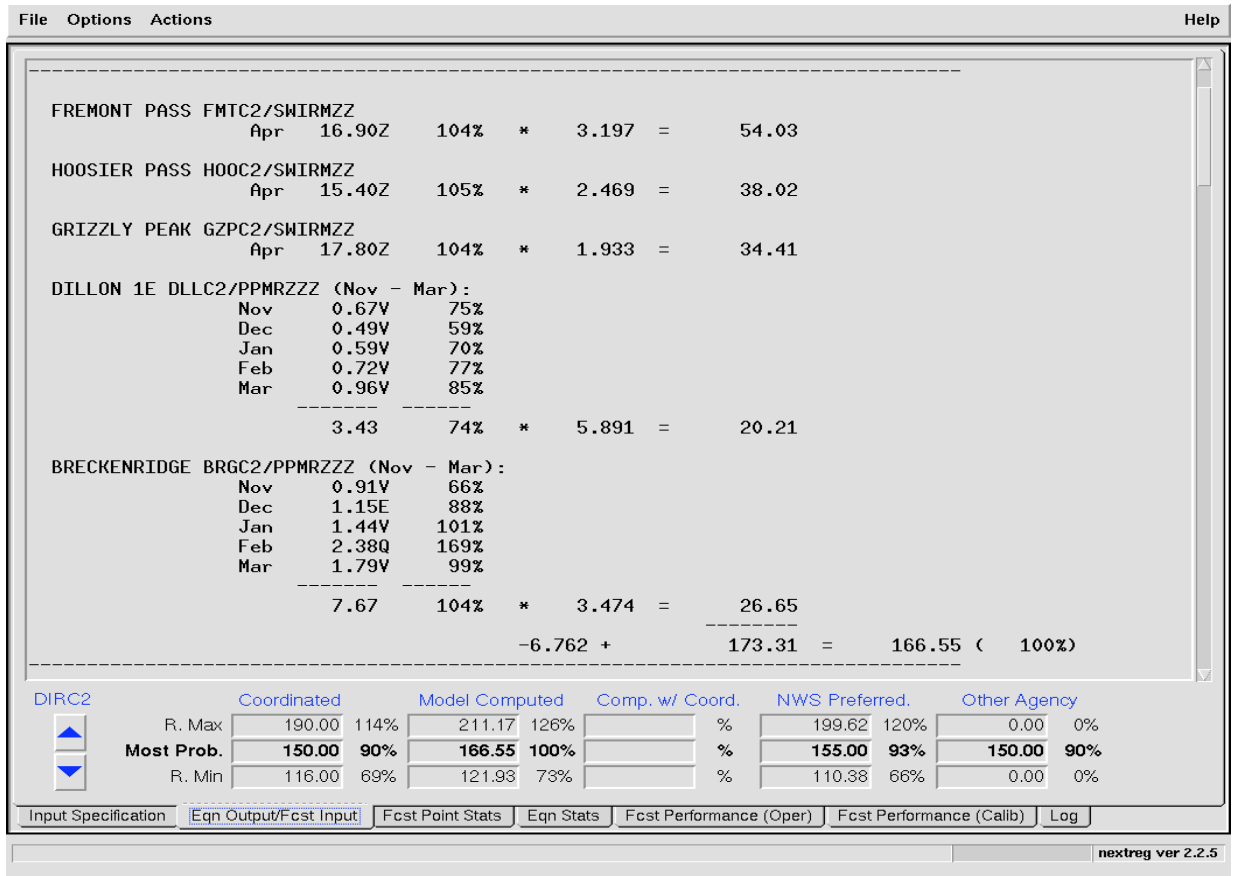 File Options Actions Help
--------------------------------------------------------------------------------
FREMONT PASS FMTC2/SWIRMZZ
Apr 16.90Z 104% * 3.197 = 54.03
HOOSIER PASS HOOC2/SWIRMZZ
Apr 15.40Z 105% * 2.469 = 38.02
GRIZZLY PEAK GZPC2/SWIRMZZ
Apr 17.80Z 104% * 1.933 = 34.41
DILLON 1E DLLC2/PPMRZZZ (Nov - Mar):
Nov 0.67V 75%
Dec 0.49V 59%
Jan 0.59V 70%
Feb 0.72V 77%
Mar 0.96V 85%
------- ------
3.43 74% * 5.891 = 20.21
BRECKENRIDGE BRGC2/PPMRZZZ (Nov - Mar):
Nov 0.91V 66%
Dec 1.15E 88%
Jan 1.44V 101%
Feb 2.38Q 169%
Mar 1.79V 99%
------- ------
7.67 104% * 3.474 = 26.65
--------
-6.762 + 173.31 = 166.55 ( 100%)
--------------------------------------------------------------------------------
DIRC2 Coordinated Model Computed Comp. w/ Coord. NWS Preferred. Other Agency
R. Max 190.00 114% 211.17 126% % 199.62 120% 0.00 0%
Most Prob. 150.00 90% 166.55 100% % 155.00 93% 150.00 90%
R. Min 116.00 69% 121.93 73% % 110.38 66% 0.00 0%
Input Specification Eqn Output/Fcst Input Fcst Point Stats Eqn Stats Fcst Performance (Oper) Fcst Performance (Calib) Log
nextreg ver 2.2.5